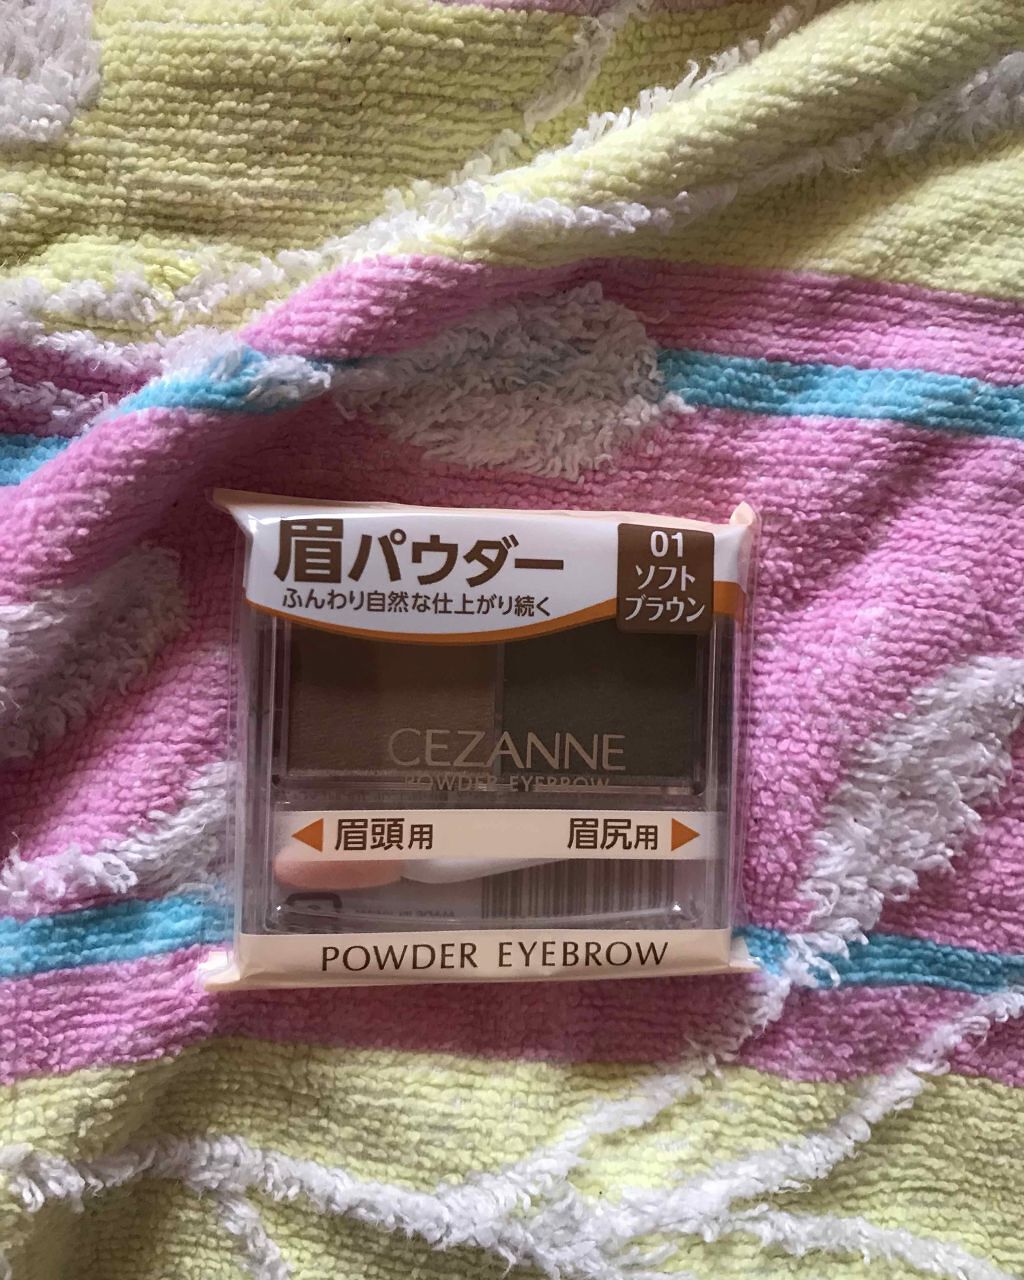 眉パウダー
ふんわり自然な仕上がり続く
01
ソフト
ブラウン
CEZANNE
POWDER EYEBROW
眉頭用
眉尻用
POWDER EYEBROW